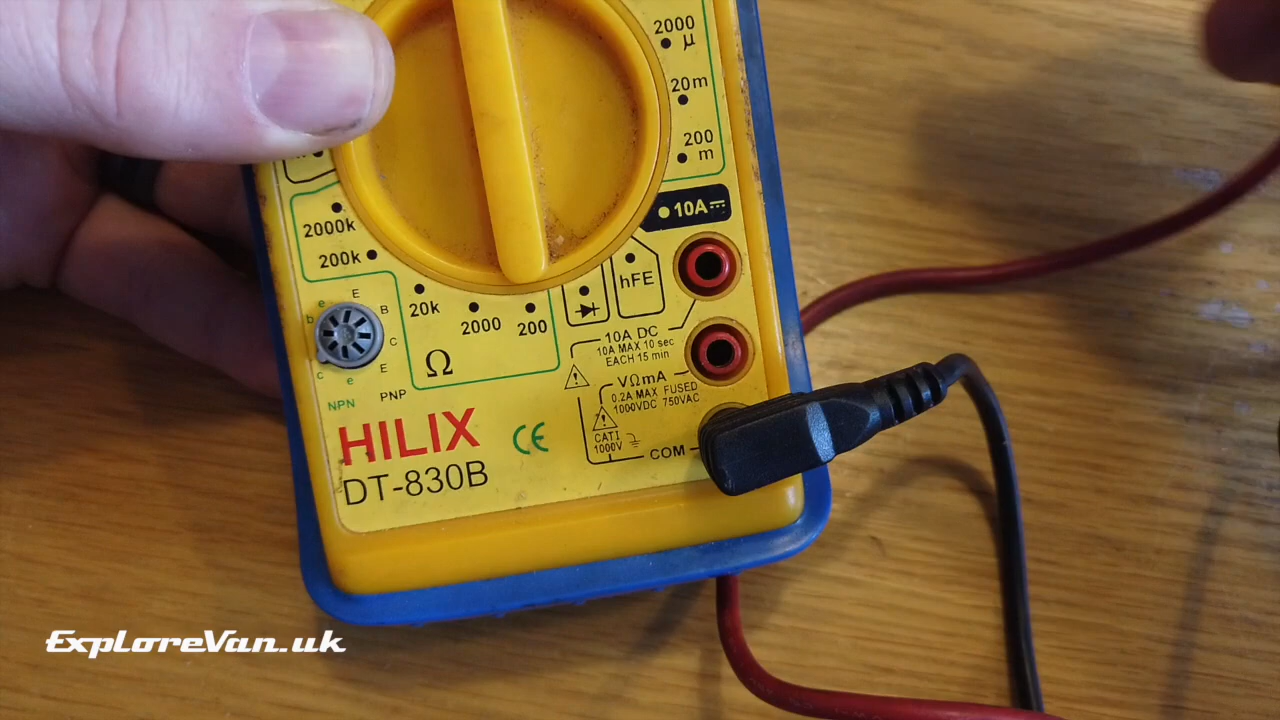 2000
µ
20m
200
m
10A
2000k
200k
20k
2000
200
hFE
Ω
e
E
b
B
C
c
e
E
NPN
PNP
10A DC
10A MAX 10 sec
EACH 15 min
VΩmA
0.2A MAX FUSED
1000VDC 750VAC
CAT I
1000V
COM
HILIX
CE
DT-830B
ExploreVan.uk